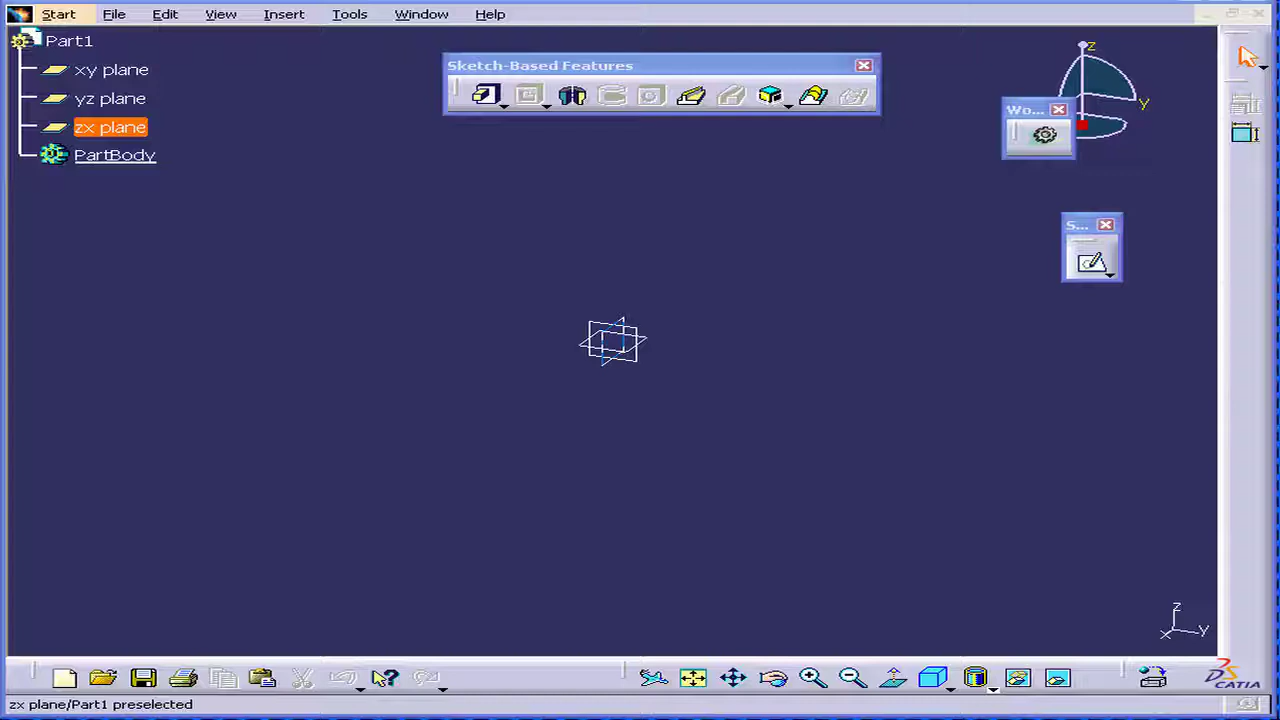 Start File Edit View Insert Tools Window Help
Part1
xy plane
yz plane
zx plane
PartBody
Sketch-Based Features
z
y
Wo...
S...
z
x
y
DS CATIA
zx plane/Part1 preselected